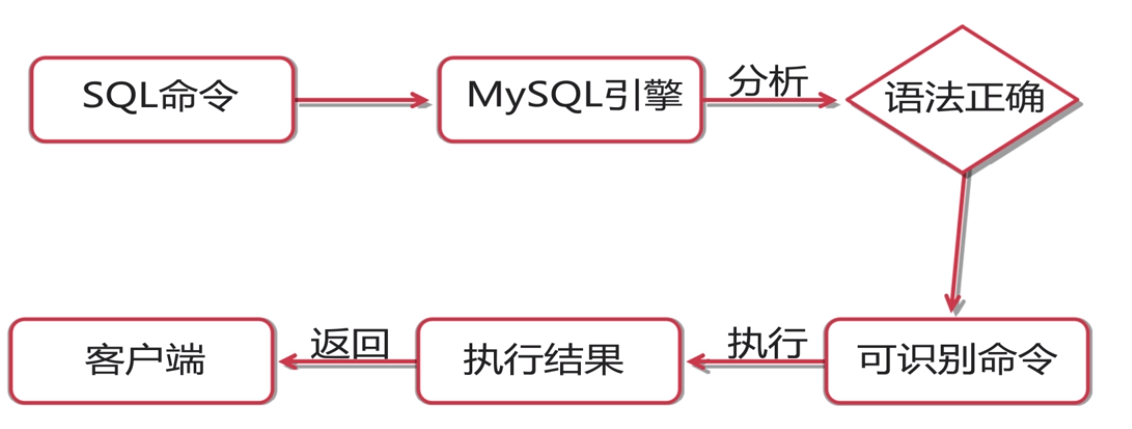 SQL命令
MySQL引擎
分析
语法正确
客户端
返回
执行结果
执行
可识别命令